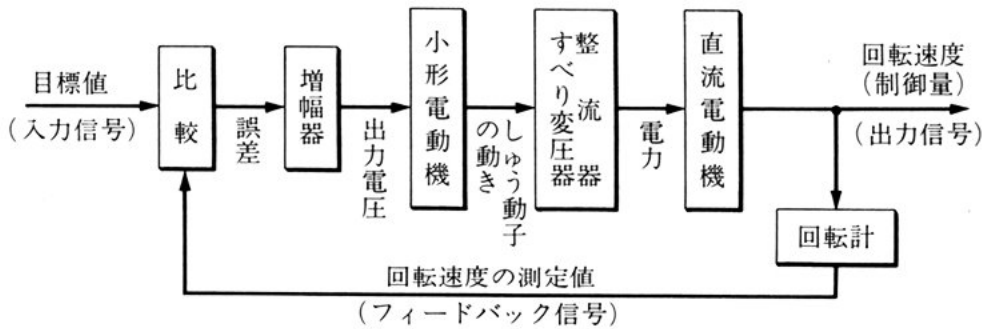 目標値
(入力信号)
比較
誤差
増幅器
出力電圧
小形電動機
しゅう動子
の動き
整流器
すべり変圧器
電力
直流電動機
回転速度
(制御量)
(出力信号)
回転計
回転速度の測定値
(フィードバック信号)